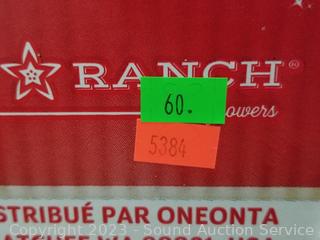 RANCH®
60.
owers
5384
STRIBUÉ PAR ONEONTA
Copyright 2023 - Sound Auction Service